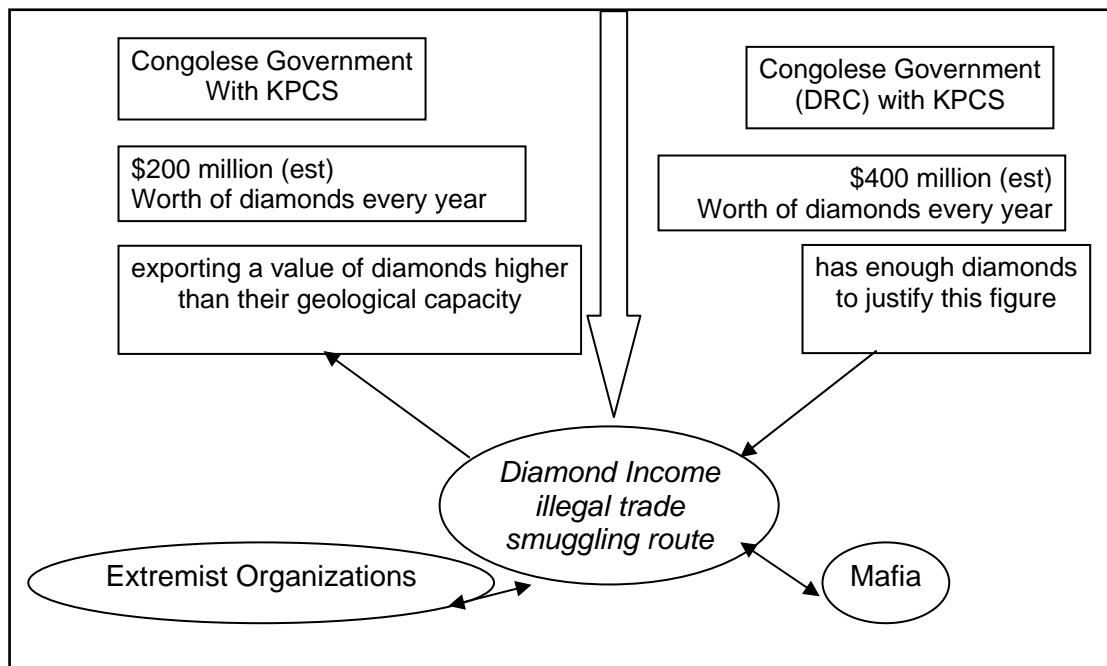 Congolese Government
With KPCS
$200 million (est)
Worth of diamonds every year
exporting a value of diamonds higher
than their geological capacity
Congolese Government
(DRC) with KPCS
$400 million (est)
Worth of diamonds every year
has enough diamonds
to justify this figure
Diamond Income
illegal trade
smuggling route
Extremist Organizations
Mafia